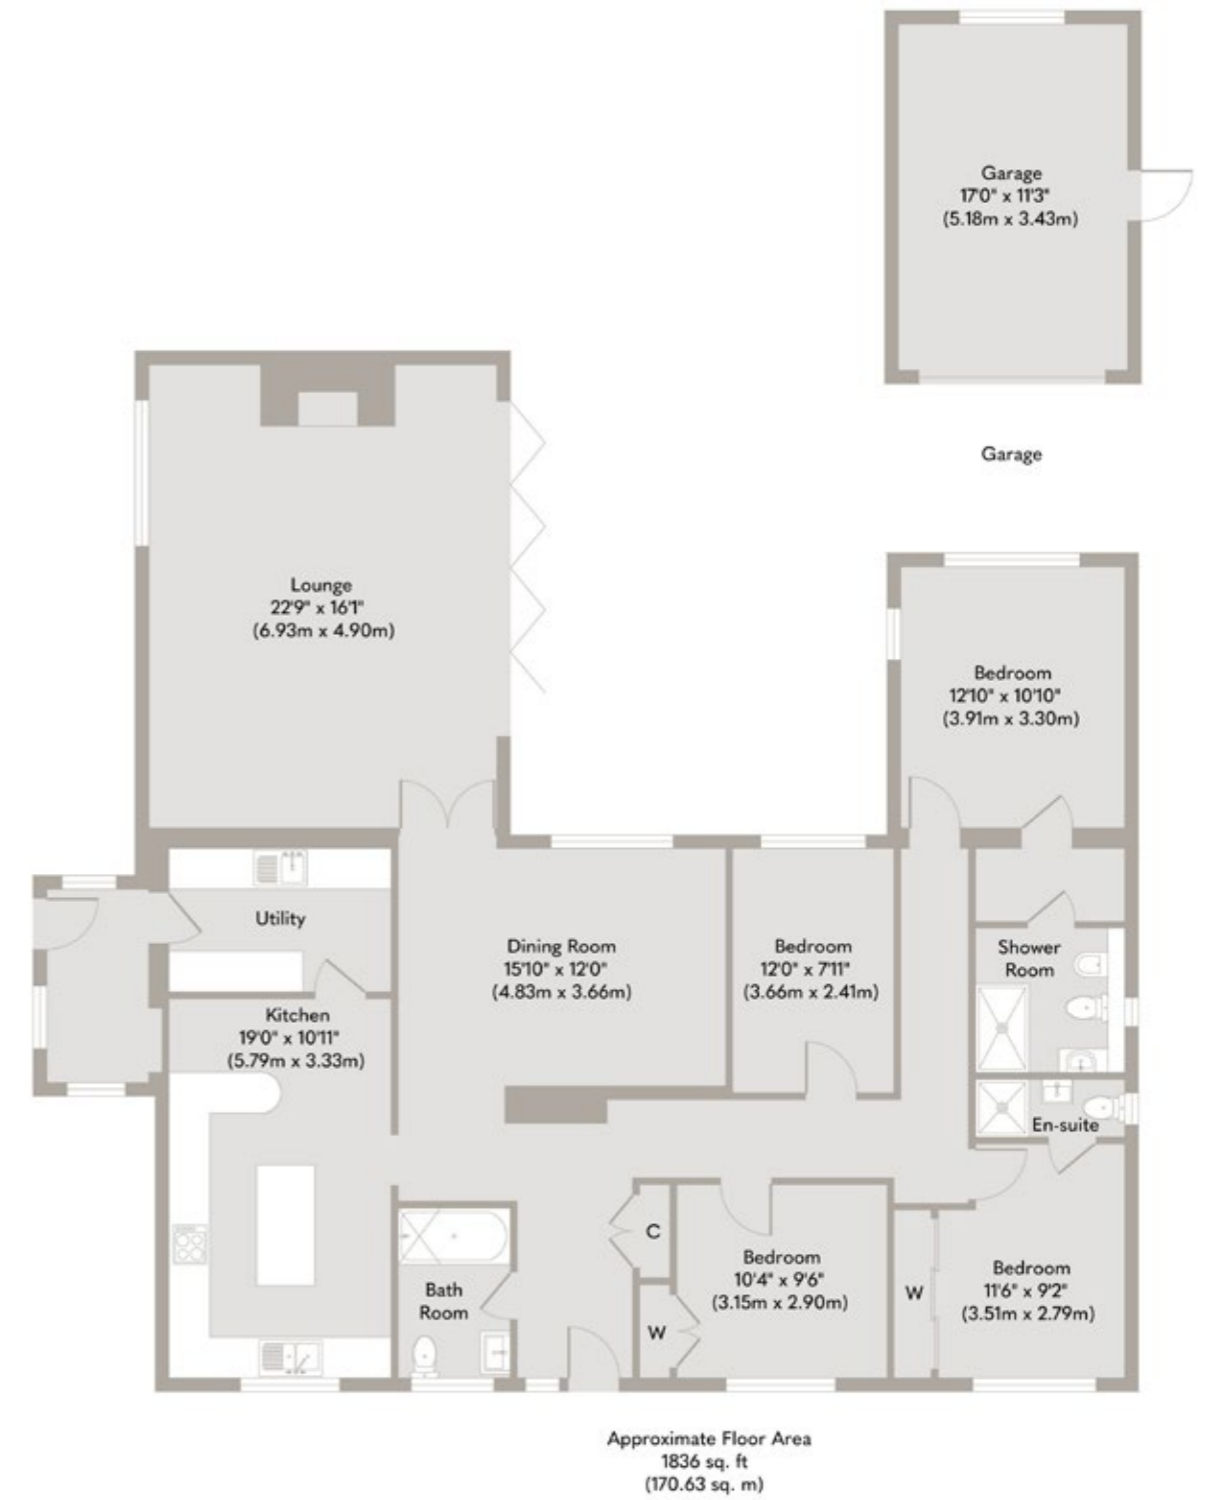 Garage
17'0" x 11'3"
(5.18m x 3.43m)
Garage
Lounge
22'9" x 16'1"
(6.93m x 4.90m)
Bedroom
12'10" x 10'10"
(3.91m x 3.30m)
Utility
Dining Room
15'10" x 12'0"
(4.83m x 3.66m)
Bedroom
12'0" x 7'11"
(3.66m x 2.41m)
Shower
Room
Kitchen
19'0" x 10'11"
(5.79m x 3.33m)
En-suite
C
Bath
Room
W
Bedroom
10'4" x 9'6"
(3.15m x 2.90m)
W
Bedroom
11'6" x 9'2"
(3.51m x 2.79m)
Approximate Floor Area
1836 sq. ft
(170.63 sq. m)